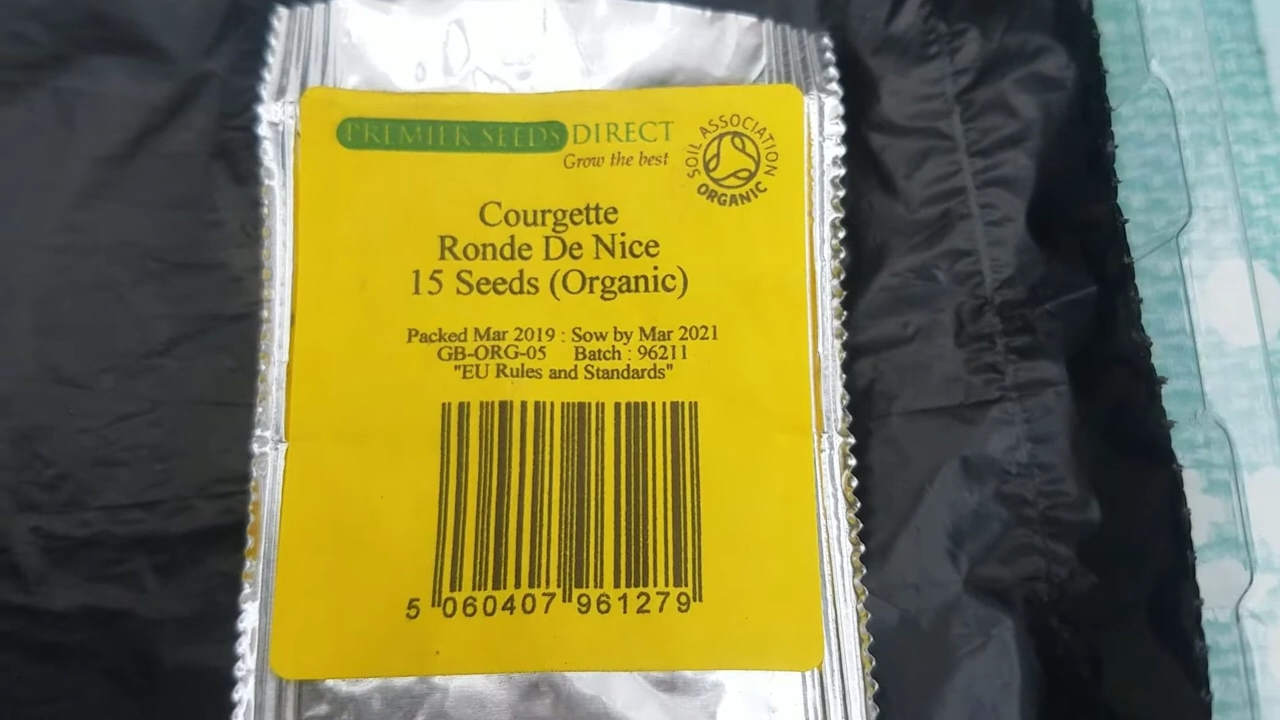 PREMIER SEEDS DIRECT
Grow the best
SOIL ASSOCIATION
ORGANIC
Courgette
Ronde De Nice
15 Seeds (Organic)
Packed Mar 2019 : Sow by Mar 2021
GB-ORG-05 Batch : 96211
"EU Rules and Standards"
5 060407 961279